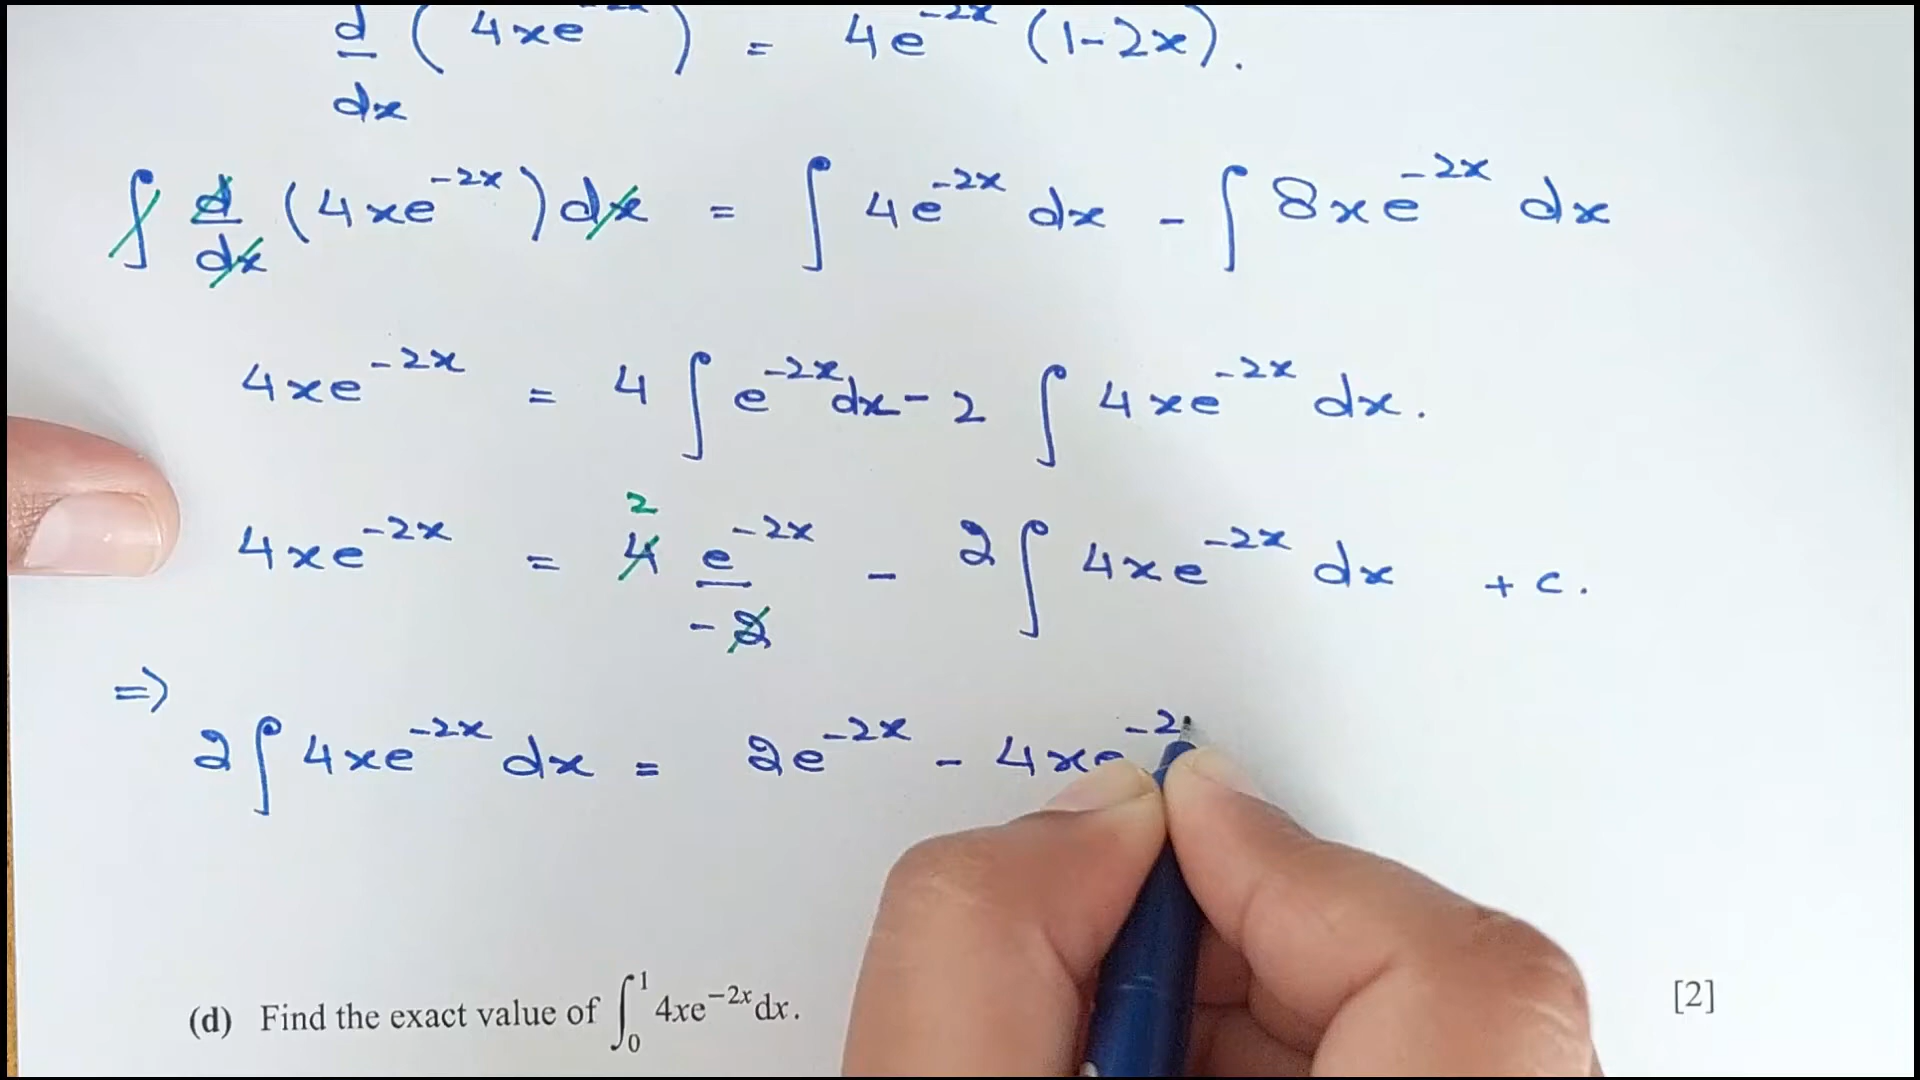 d/dx ( 4xe^-2x ) = 4e^-2x (1-2x).
∫ d/dx (4xe^-2x) dx = ∫ 4e^-2x dx - ∫ 8xe^-2x dx
4xe^-2x = 4 ∫ e^-2x dx - 2 ∫ 4xe^-2x dx.
2
4xe^-2x = 4 e^-2x/-2 - 2∫ 4xe^-2x dx + c.
⇒
2∫ 4xe^-2x dx = 2e^-2x - 4xe^-2
(d) Find the exact value of ∫₀¹ 4xe^-2x dx. [2]